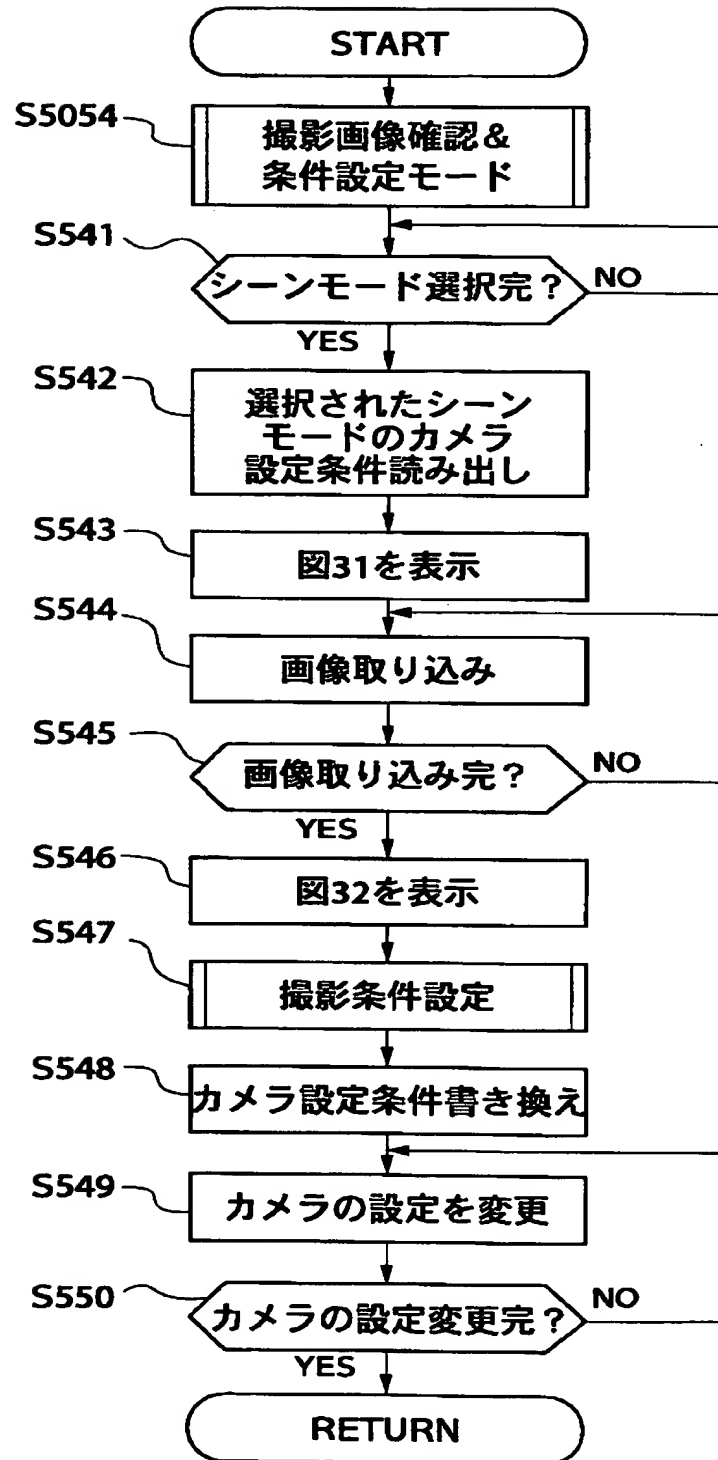 START
S5054
撮影画像確認&
条件設定モード
S541
シーンモード選択完?
NO
YES
S542
選択されたシーン
モードのカメラ
設定条件読み出し
S543
図31を表示
S544
画像取り込み
S545
画像取り込み完?
NO
YES
S546
図32を表示
S547
撮影条件設定
S548
カメラ設定条件書き換え
S549
カメラの設定を変更
S550
カメラの設定変更完?
NO
YES
RETURN